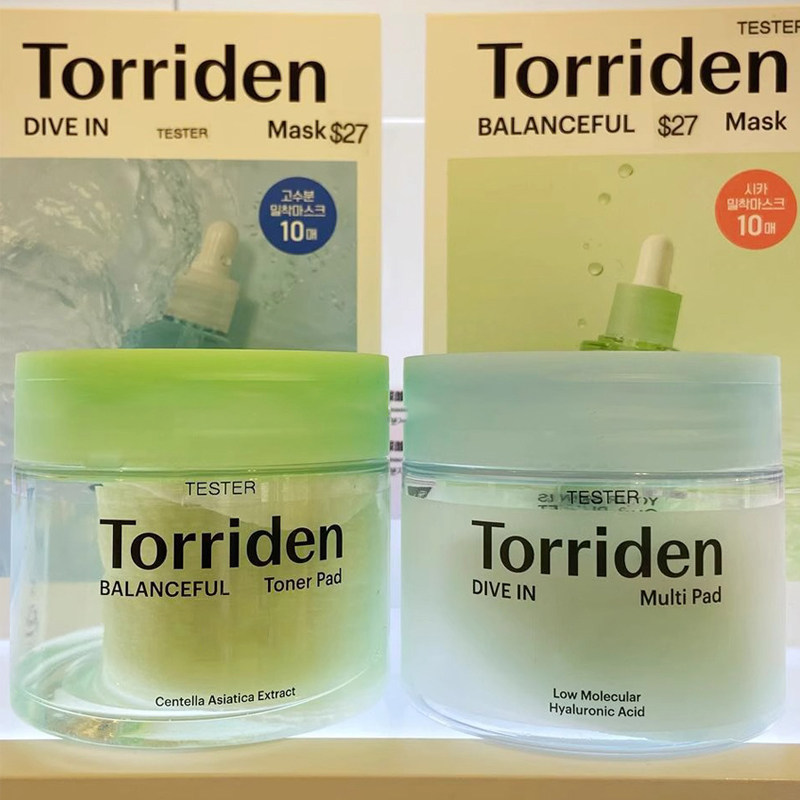 Torriden
DIVE IN TESTER Mask $27
고수분
밀착마스크
10매
TESTER
Torriden
BALANCEFUL $27 Mask
시카
밀착마스크
10매
TESTER
Torriden
BALANCEFUL Toner Pad
Centella Asiatica Extract
TESTER
Torriden
DIVE IN Multi Pad
Low Molecular
Hyaluronic Acid